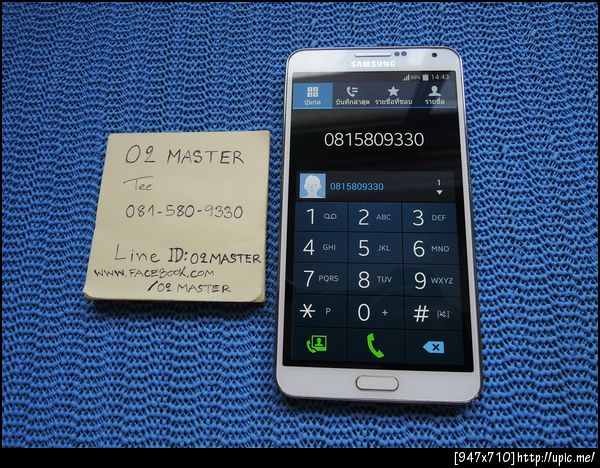 O2 MASTER
Tee
081-580-9330
Line ID: O2MASTER
WWW.FACEBOOK.COM
/O2 MASTER
SAMSUNG
88% 14:43
ปุ่มกด บันทึกล่าสุด รายชื่อที่ชอบ รายชื่อ
0815809330
0815809330 1
1 2 ABC 3 DEF
4 GHI 5 JKL 6 MNO
7 PQRS 8 TUV 9 WXYZ
* P 0 + #
[947x710]http://upic.me/